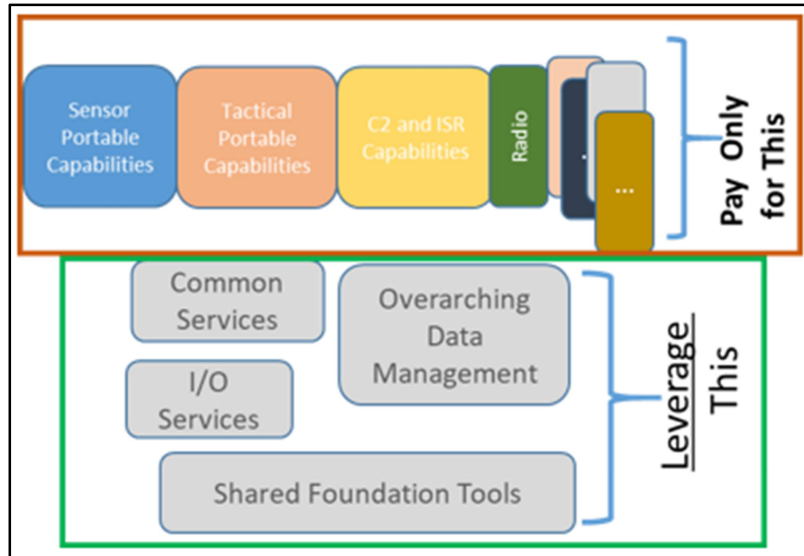 Sensor
Portable
Capabilities
Tactical
Portable
Capabilities
C2 and ISR
Capabilities
Radio
...
Pay Only
for This
Common
Services
Overarching
Data
Management
I/O
Services
Shared Foundation Tools
Leverage
This